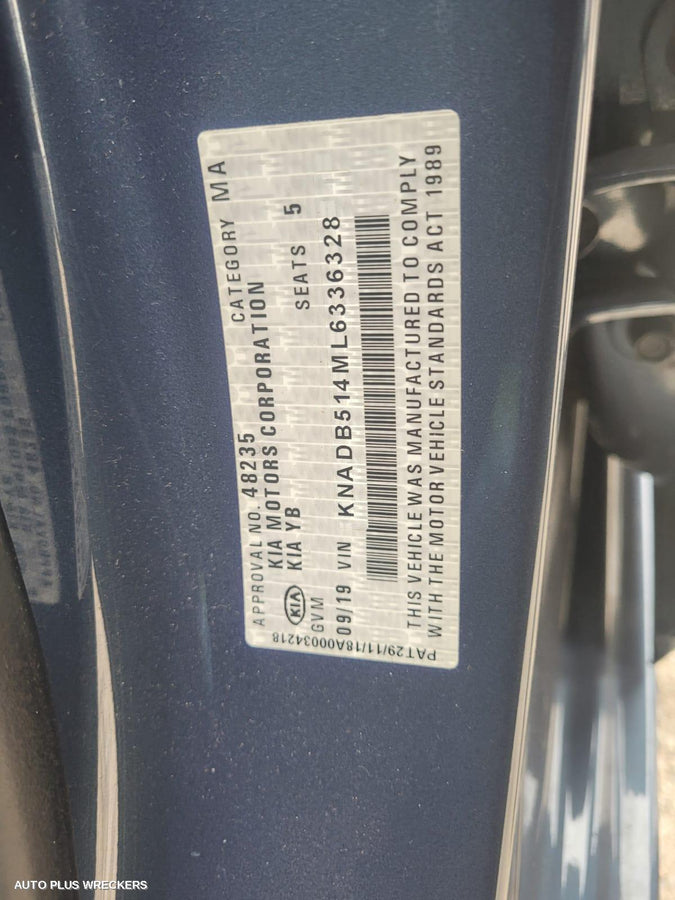 APPROVAL NO. 48235 CATEGORY MA
KIA MOTORS CORPORATION
KIA YB SEATS 5
KIA
GVM
09/19 VIN KNADB514ML6336328
THIS VEHICLE WAS MANUFACTURED TO COMPLY
WITH THE MOTOR VEHICLE STANDARDS ACT 1989
PAT29/11/18A00034218
AUTO PLUS WRECKERS